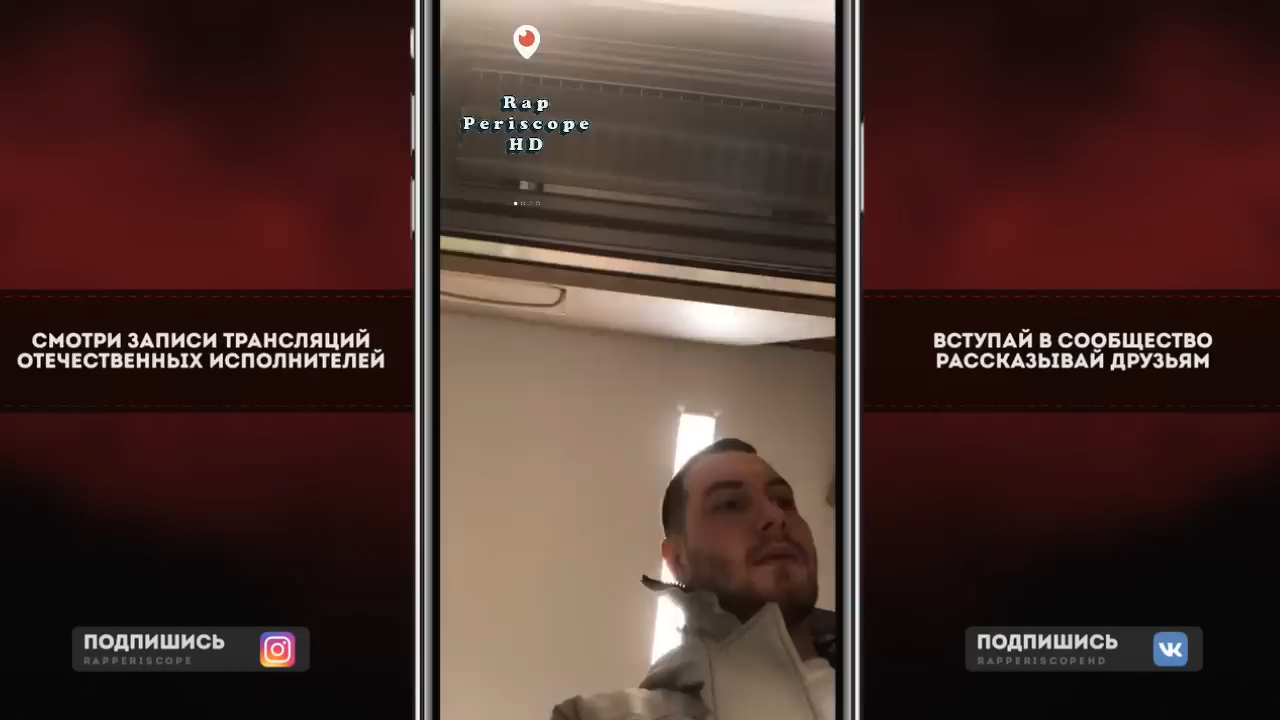 Rap
Periscope
HD
СМОТРИ ЗАПИСИ ТРАНСЛЯЦИЙ
ОТЕЧЕСТВЕННЫХ ИСПОЛНИТЕЛЕЙ
ВСТУПАЙ В СООБЩЕСТВО
РАССКАЗЫВАЙ ДРУЗЬЯМ
ПОДПИШИСЬ
RAPPERISCOPE
ПОДПИШИСЬ
RAPPERISCOPEHD